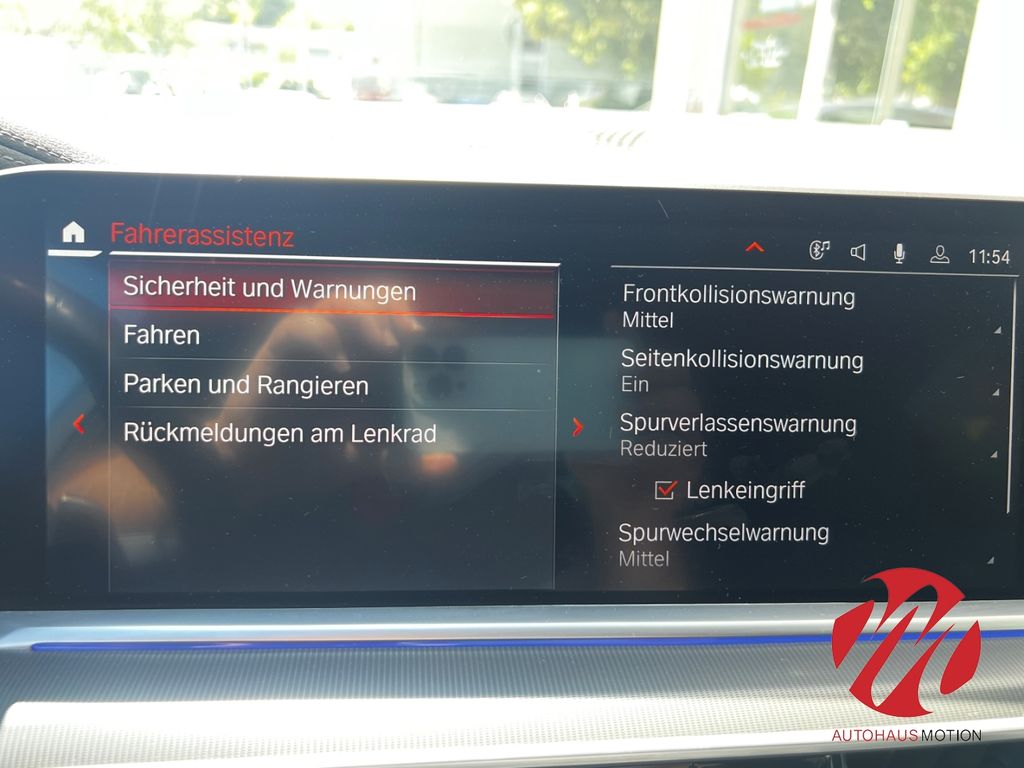 Fahrerassistenz
11:54
Sicherheit und Warnungen
Fahren
Parken und Rangieren
Rückmeldungen am Lenkrad
Frontkollisionswarnung
Mittel
Seitenkollisionswarnung
Ein
Spurverlassenswarnung
Reduziert
Lenkeingriff
Spurwechselwarnung
Mittel
AUTOHAUS MOTION